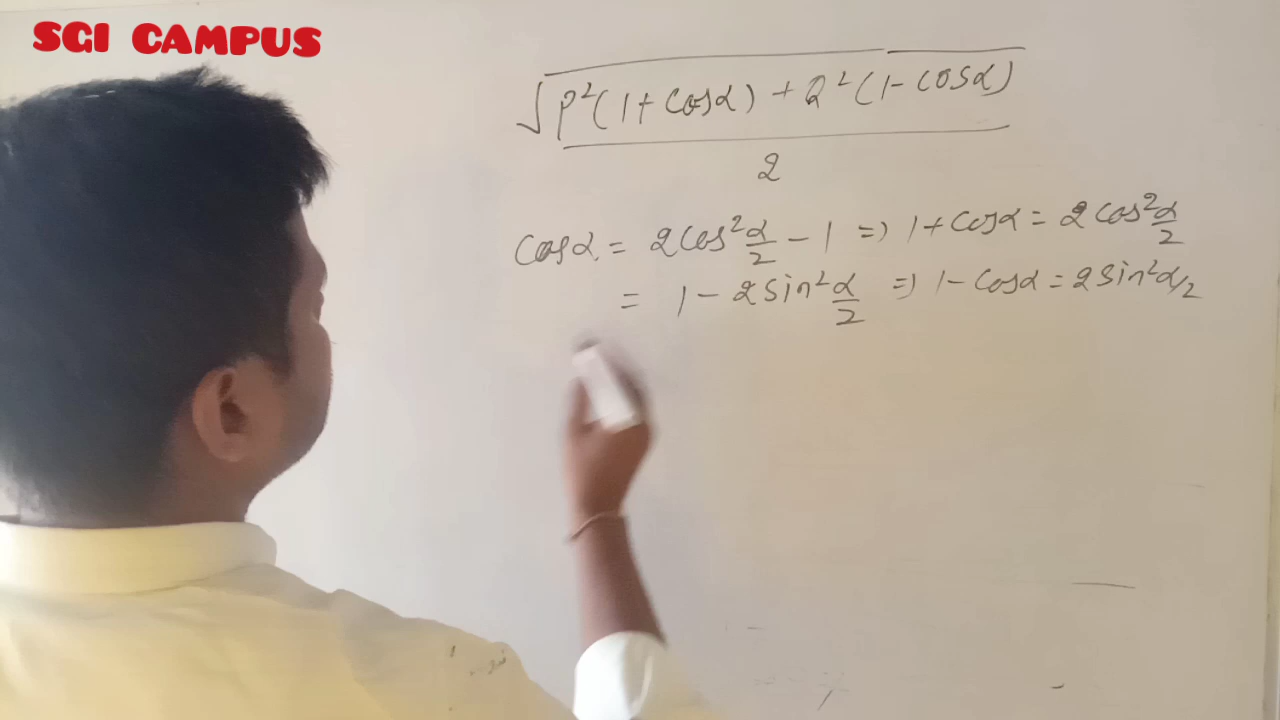 SGI CAMPUS
√P²(1+cosα) + Q²(1-cosα)
2
cosα = 2cos²α/2 - 1 => 1+cosα = 2cos²α/2
= 1 - 2sin²α/2 => 1-cosα = 2sin²α/2